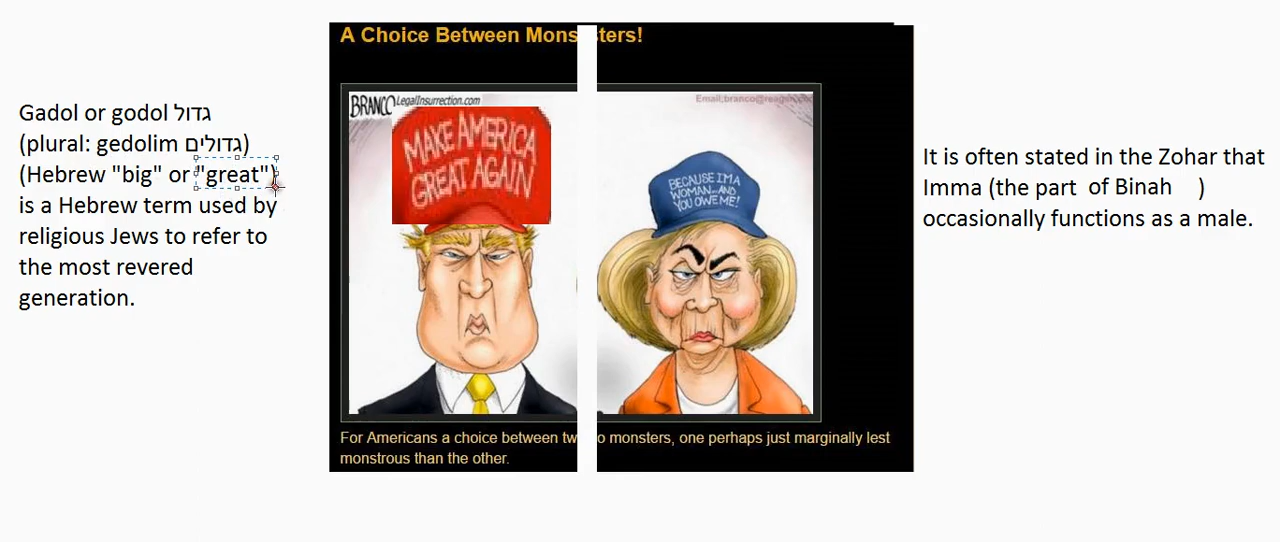 Gadol or godol גדול
(plural: gedolim גדולים)
(Hebrew "big" or "great")
is a Hebrew term used by
religious Jews to refer to
the most revered
generation.
A Choice Between Monssters!
BRANCO LegalInsurrection.com
MAKE AMERICA
GREAT AGAIN
For Americans a choice between two monsters, one perhaps just marginally lest
monstrous than the other.
BECAUSE I'M A
WOMAN...AND
YOU OWE ME!
It is often stated in the Zohar that
Imma (the part of Binah )
occasionally functions as a male.